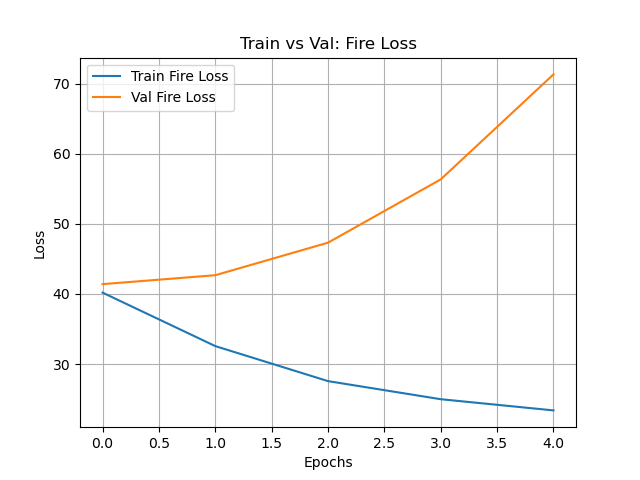 Train vs Val: Fire Loss
Train Fire Loss
Val Fire Loss
70
60
50
40
30
Loss
0.0 0.5 1.0 1.5 2.0 2.5 3.0 3.5 4.0
Epochs